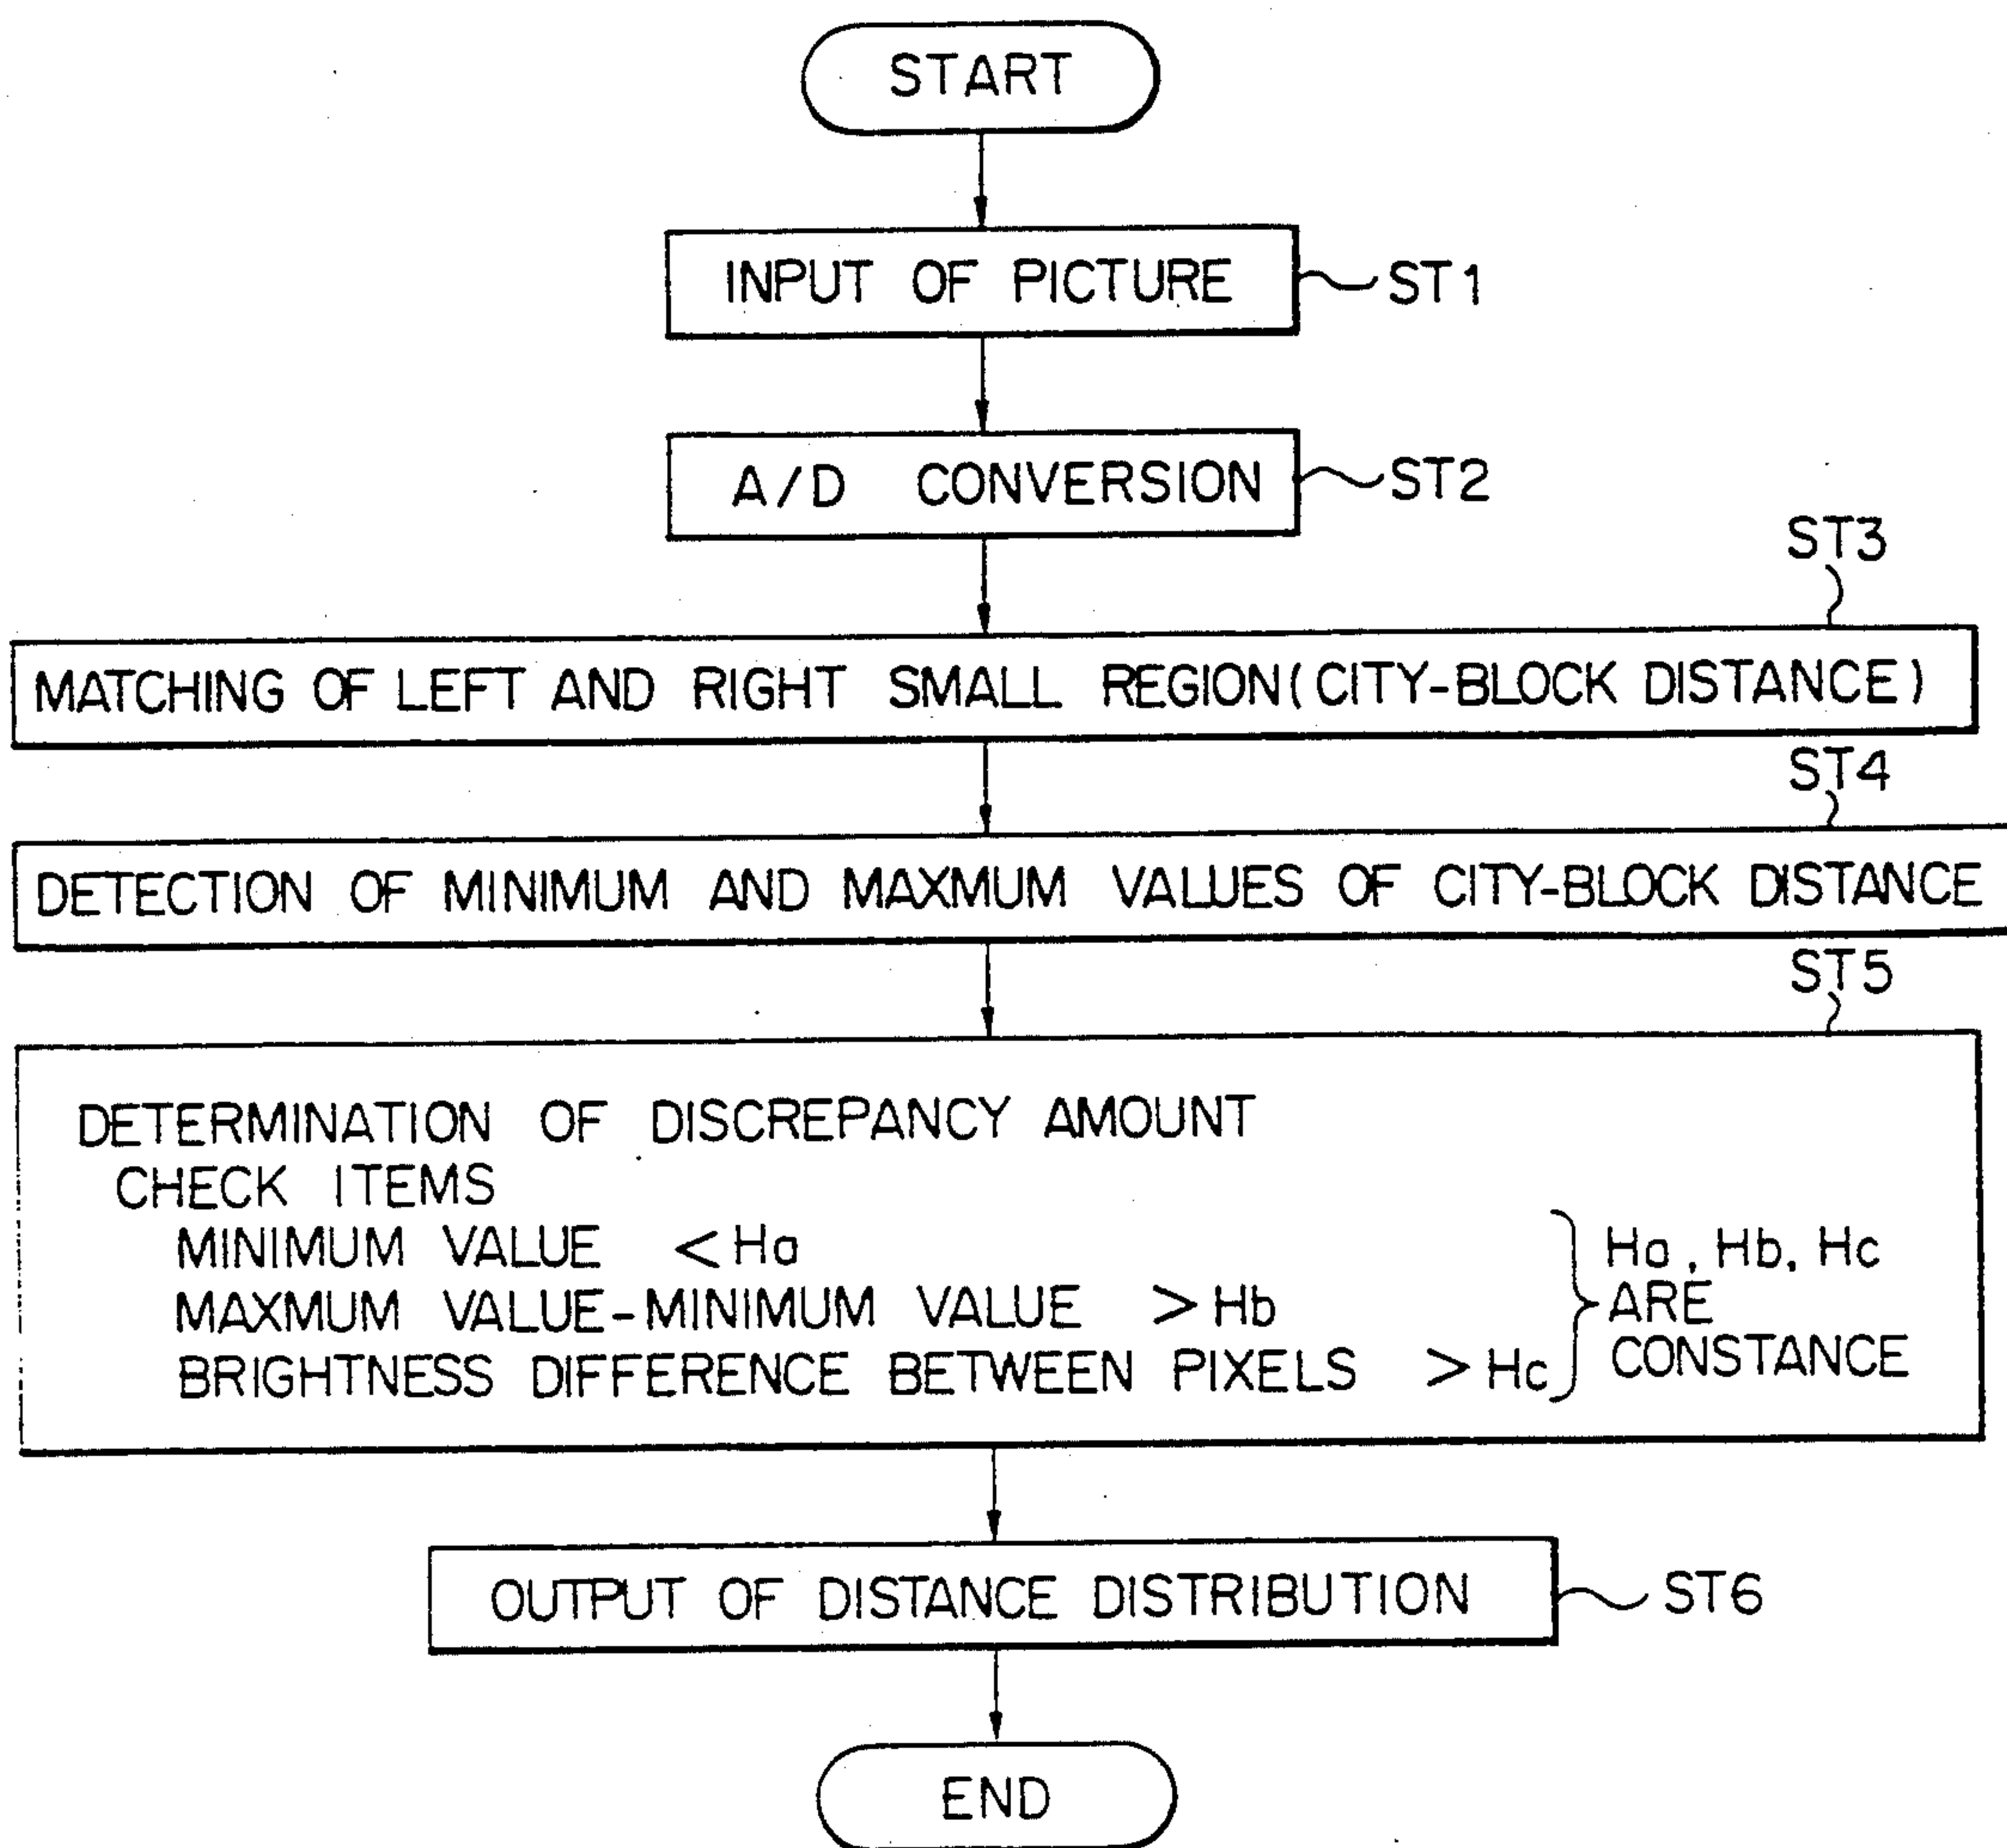 START
INPUT OF PICTURE
ST1
A/D CONVERSION
ST2
ST3
MATCHING OF LEFT AND RIGHT SMALL REGION(CITY-BLOCK DISTANCE)
ST4
DETECTION OF MINIMUM AND MAXMUM VALUES OF CITY-BLOCK DISTANCE
ST5
DETERMINATION OF DISCREPANCY AMOUNT
CHECK ITEMS
MINIMUM VALUE <Ha
MAXMUM VALUE-MINIMUM VALUE >Hb
BRIGHTNESS DIFFERENCE BETWEEN PIXELS >Hc
Ha, Hb, Hc
ARE
CONSTANCE
OUTPUT OF DISTANCE DISTRIBUTION
ST6
END